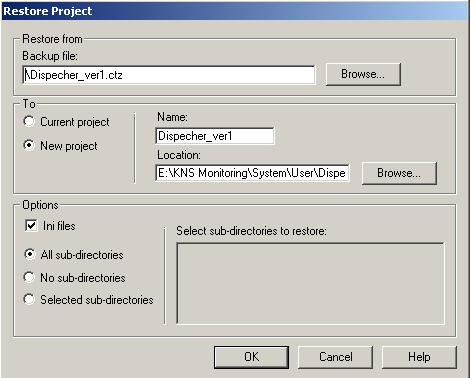 Restore Project
Restore from
Backup file:
\Dispecher_ver1.ctz
Browse...
To
Current project
New project
Name:
Dispecher_ver1
Location:
E:\KNS Monitoring\System\User\Dispe
Browse...
Options
Ini files
All sub-directories
No sub-directories
Selected sub-directories
Select sub-directories to restore:
OK
Cancel
Help